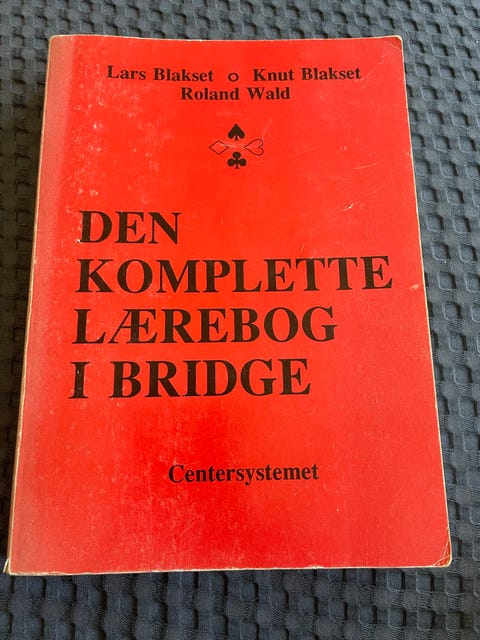 Lars Blakset o Knut Blakset
Roland Wald
DEN
KOMPLETTE
LÆREBOG
I BRIDGE
Centersystemet